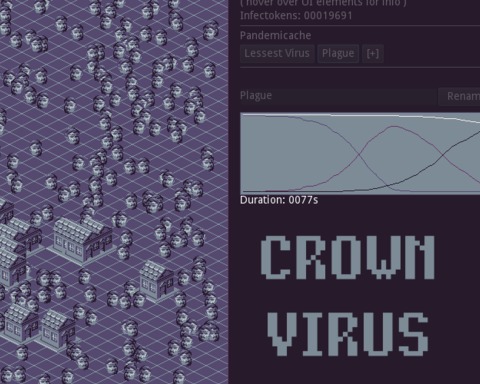 ( hover over UI elements for info )
Infectokens: 00019691
Pandemicache
Lessest Virus
Plague
[+]
Plague
Renam
Duration: 0077s
CROWN
VIRUS